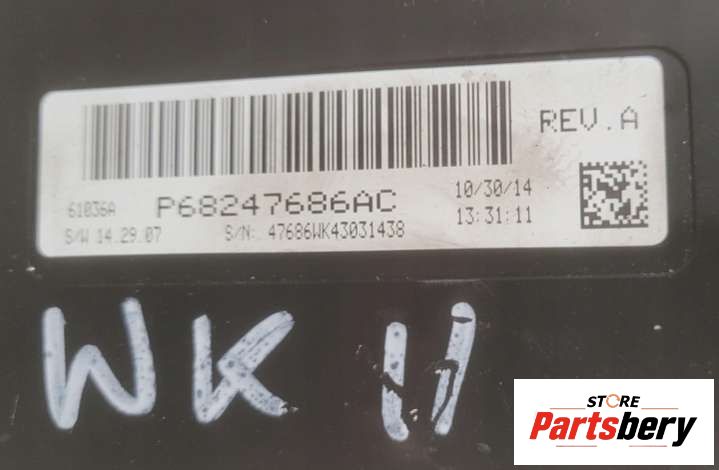 REV.A
61036A
P68247686AC
10/30/14
S/W 14.29.07
S/N: 47686WK43031438
13:31:11
WK 11
STORE
Partsbery